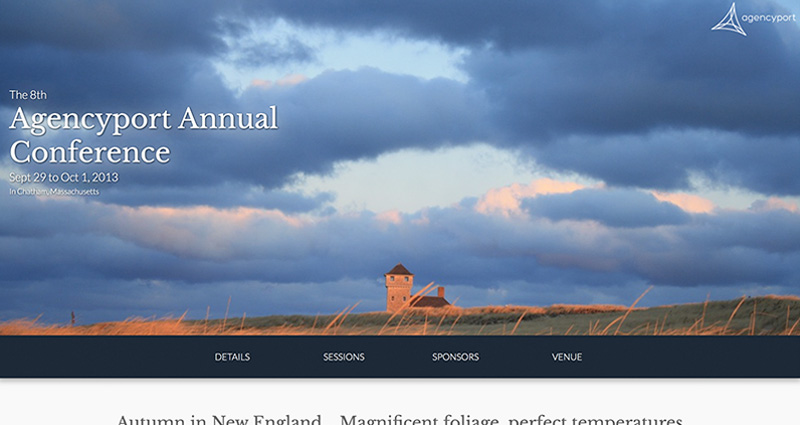 agencyport
The 8th
Agencyport Annual
Conference
Sept 29 to Oct 1, 2013
In Chatham, Massachusetts
DETAILS SESSIONS SPONSORS VENUE
Autumn in New England... Magnificent foliage, perfect temperatures,